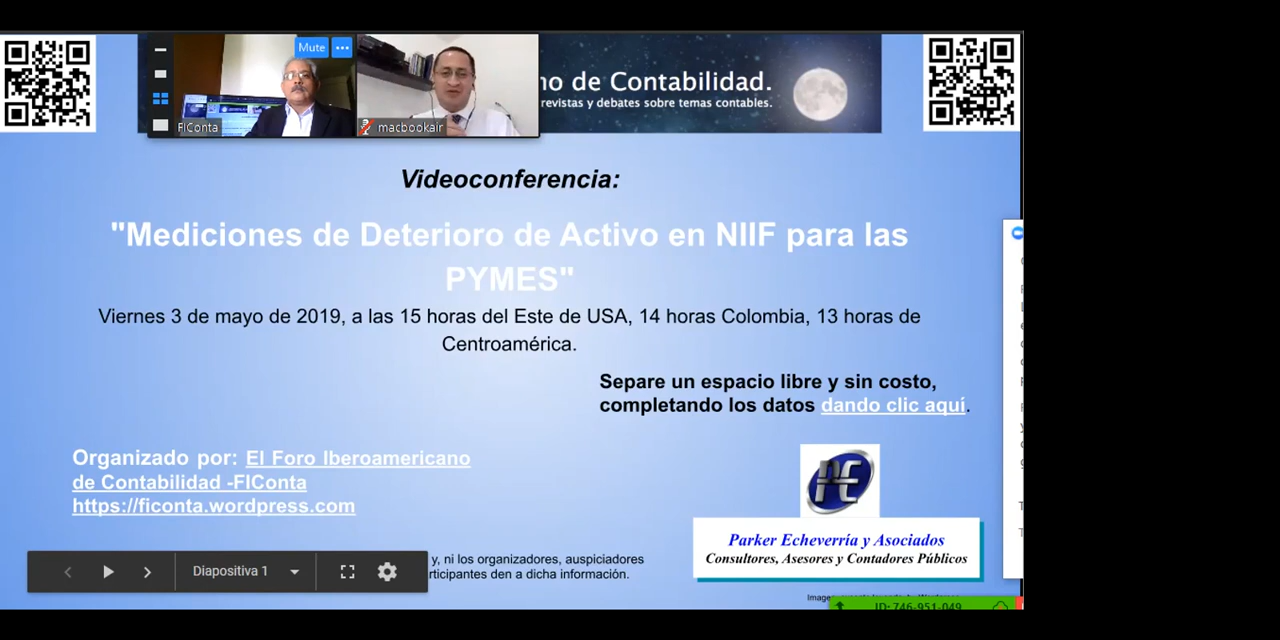 Mute
FIConta
macbookair
no de Contabilidad.
revistas y debates sobre temas contables.
Videoconferencia:
"Mediciones de Deterioro de Activo en NIIF para las
PYMES"
Viernes 3 de mayo de 2019, a las 15 horas del Este de USA, 14 horas Colombia, 13 horas de
Centroamérica.
Separe un espacio libre y sin costo,
completando los datos dando clic aquí.
Organizado por: El Foro Iberoamericano
de Contabilidad -FIConta
https://ficonta.wordpress.com
Parker Echeverría y Asociados
Consultores, Asesores y Contadores Públicos
y, ni los organizadores, auspiciadores
rticipantes den a dicha información.
Diapositiva 1
ID: 746-951-049